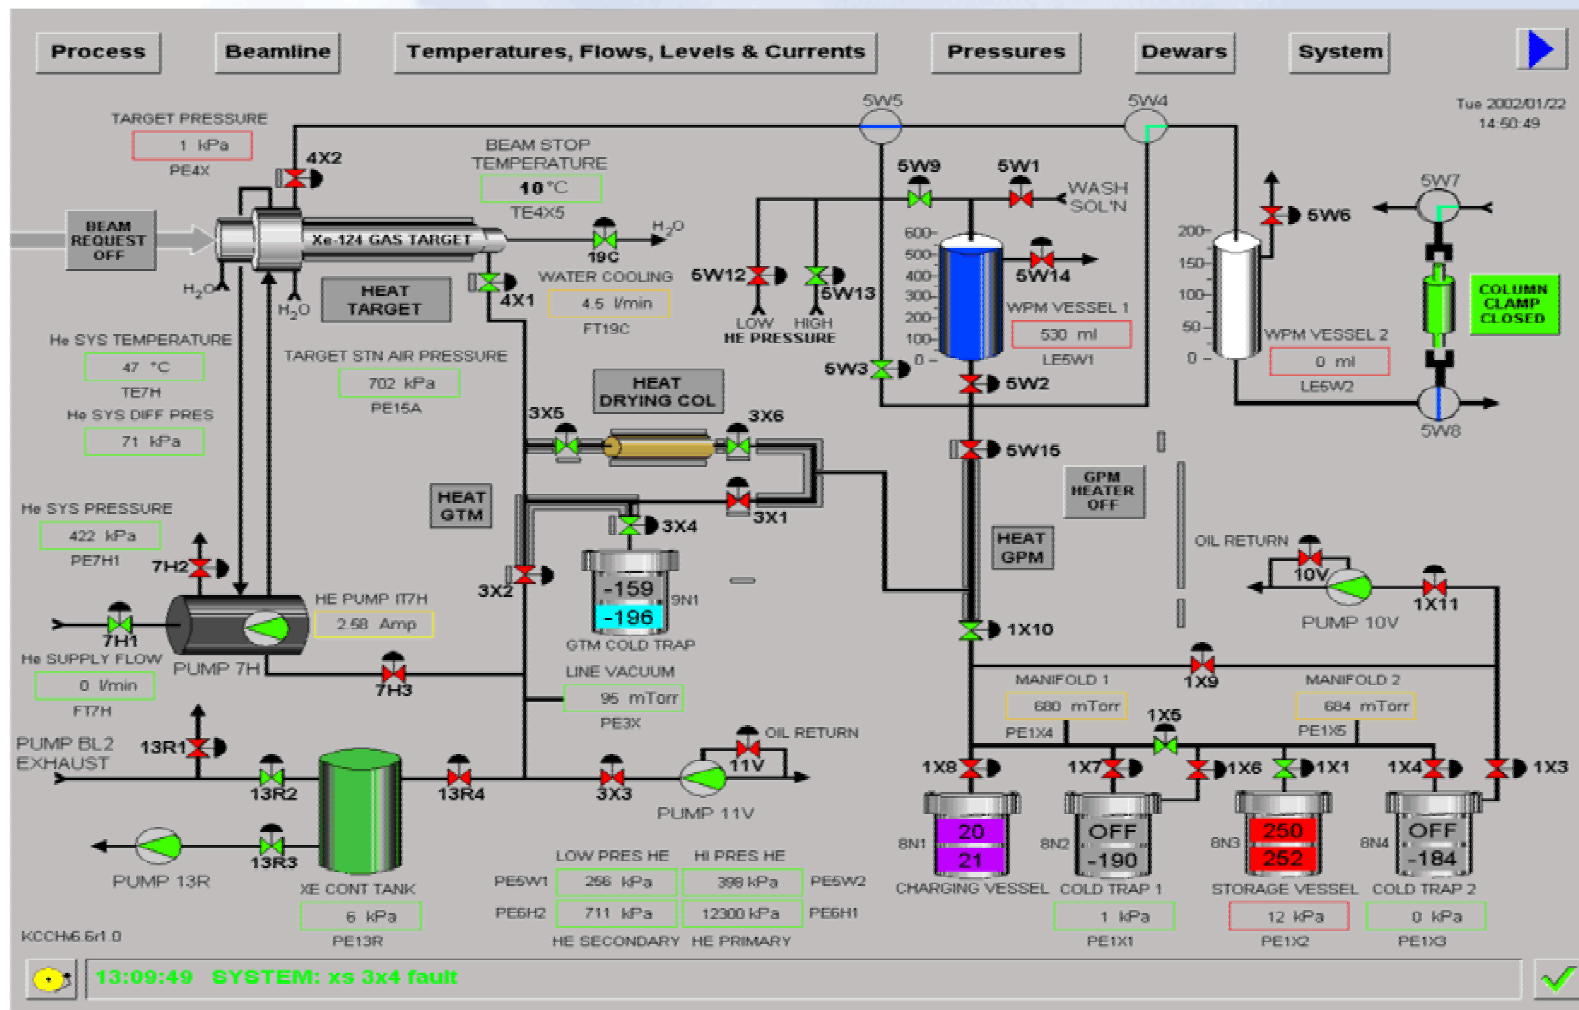 Process
Beamline
Temperatures, Flows, Levels & Currents
Pressures
Dewars
System
Tue 2002/01/22
14:50:49
TARGET PRESSURE
1 kPa
PE4X
4X2
BEAM STOP
TEMPERATURE
10 °C
TE4X5
5W5
5W4
5W9
5W1
WASH
SOL'N
5W7
5W6
BEAM
REQUEST
OFF
Xe-124 GAS TARGET
H2O
19C
H2O
H2O
HEAT
TARGET
4X1
WATER COOLING
4.5 l/min
FT19C
5W12
5W13
LOW
HIGH
HE PRESSURE
600
500
400
300
200
100
0
5W14
WPM VESSEL 1
530 ml
LE5W1
200
150
100
50
0
WPM VESSEL 2
0 ml
LE5W2
COLUMN
CLAMP
CLOSED
He SYS TEMPERATURE
47 °C
TE7H
TARGET STN AIR PRESSURE
702 kPa
PE15A
He SYS DIFF PRES
71 kPa
HEAT
DRYING COL
5W3
5W2
5W8
3X5
3X6
5W15
HEAT
GTM
3X4
3X1
GPM
HEATER
OFF
He SYS PRESSURE
422 kPa
PE7H1
7H2
HEAT
GPM
OIL RETURN
10V
PUMP 10V
1X11
3X2
-159
-196
9N1
GTM COLD TRAP
HE PUMP IT7H
2.58 Amp
7H1
PUMP 7H
He SUPPLY FLOW
0 l/min
FT7H
7H3
1X10
1X9
LINE VACUUM
95 mTorr
PE3X
MANIFOLD 1
680 mTorr
PE1X4
MANIFOLD 2
684 mTorr
PE1X5
PUMP BL2
EXHAUST
13R1
13R2
13R4
3X3
OIL RETURN
11V
PUMP 11V
1X5
1X8
1X7
1X6
1X1
1X4
1X3
13R3
PUMP 13R
XE CONT TANK
6 kPa
PE13R
8N1
20
21
CHARGING VESSEL
8N2
OFF
-190
COLD TRAP 1
1 kPa
PE1X1
8N3
250
252
STORAGE VESSEL
12 kPa
PE1X2
8N4
OFF
-184
COLD TRAP 2
0 kPa
PE1X3
LOW PRES HE
HI PRES HE
PE5W1
256 kPa
398 kPa
PE5W2
PE6H2
711 kPa
12300 kPa
PE6H1
HE SECONDARY
HE PRIMARY
KCCHv6.6r1.0
13:09:49 SYSTEM: xs 3x4 fault